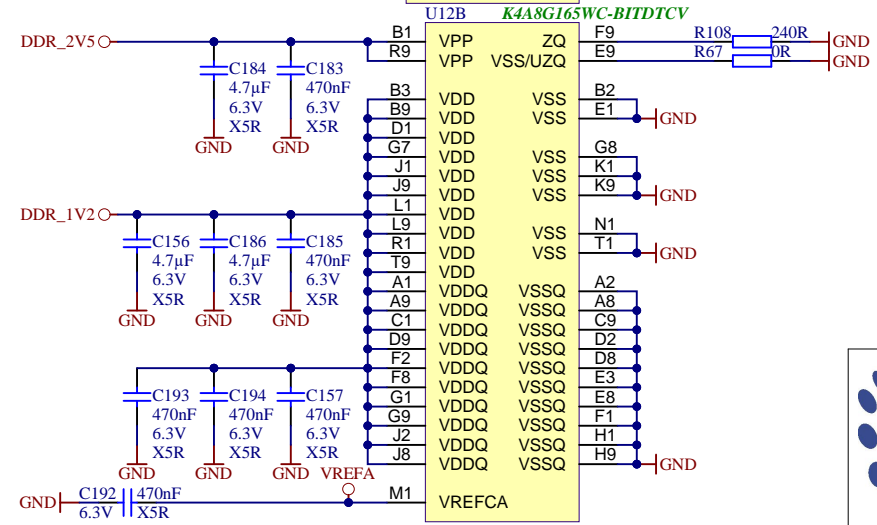 U12B K4A8G165WC-BITDTCV
DDR_2V5 B1 VPP ZQ F9 R108 240R GND
R9 VPP VSS/UZQ E9 R67 0R GND
C184 C183
4.7µF 470nF
6.3V 6.3V
X5R X5R
GND GND
B3 VDD VSS B2
B9 VDD VSS E1 GND
D1 VDD
G7 VDD VSS G8
J1 VDD VSS K1
J9 VDD VSS K9 GND
DDR_1V2 L1 VDD
L9 VDD VSS N1
R1 VDD VSS T1 GND
T9 VDD
C156 C186 C185
4.7µF 4.7µF 470nF
6.3V 6.3V 6.3V
X5R X5R X5R
GND GND GND
A1 VDDQ VSSQ A2
A9 VDDQ VSSQ A8
C1 VDDQ VSSQ C9
D9 VDDQ VSSQ D2
F2 VDDQ VSSQ D8
F8 VDDQ VSSQ E3
G1 VDDQ VSSQ E8
G9 VDDQ VSSQ F1
J2 VDDQ VSSQ H1
J8 VDDQ VSSQ H9 GND
C193 C194 C157
470nF 470nF 470nF
6.3V 6.3V 6.3V
X5R X5R X5R
GND GND GND VREFA
GND C192 470nF M1 VREFCA
6.3V X5R